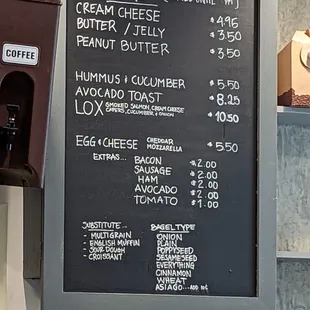 COFFEE
CREAM CHEESE $4.95
BUTTER / JELLY $3.50
PEANUT BUTTER $3.50
HUMMUS + CUCUMBER $5.50
AVOCADO TOAST $8.25
LOX SMOKED SALMON, CREAM CHEESE
CAPERS, CUCUMBER & ONION $10.50
EGG & CHEESE CHEDDAR
MOZZARELLA $5.50
EXTRAS... BACON $2.00
SAUSAGE $2.00
HAM $2.00
AVOCADO $2.00
TOMATO $1.00
SUBSTITUTE...
- MULTIGRAIN
- ENGLISH MUFFIN
- SOUR DOUGH
- CROISSANT
BAGEL TYPE
ONION
PLAIN
POPPYSEED
SESAMESEED
EVERYTHING
CINNAMON
WHEAT
ASIAGO...ADD